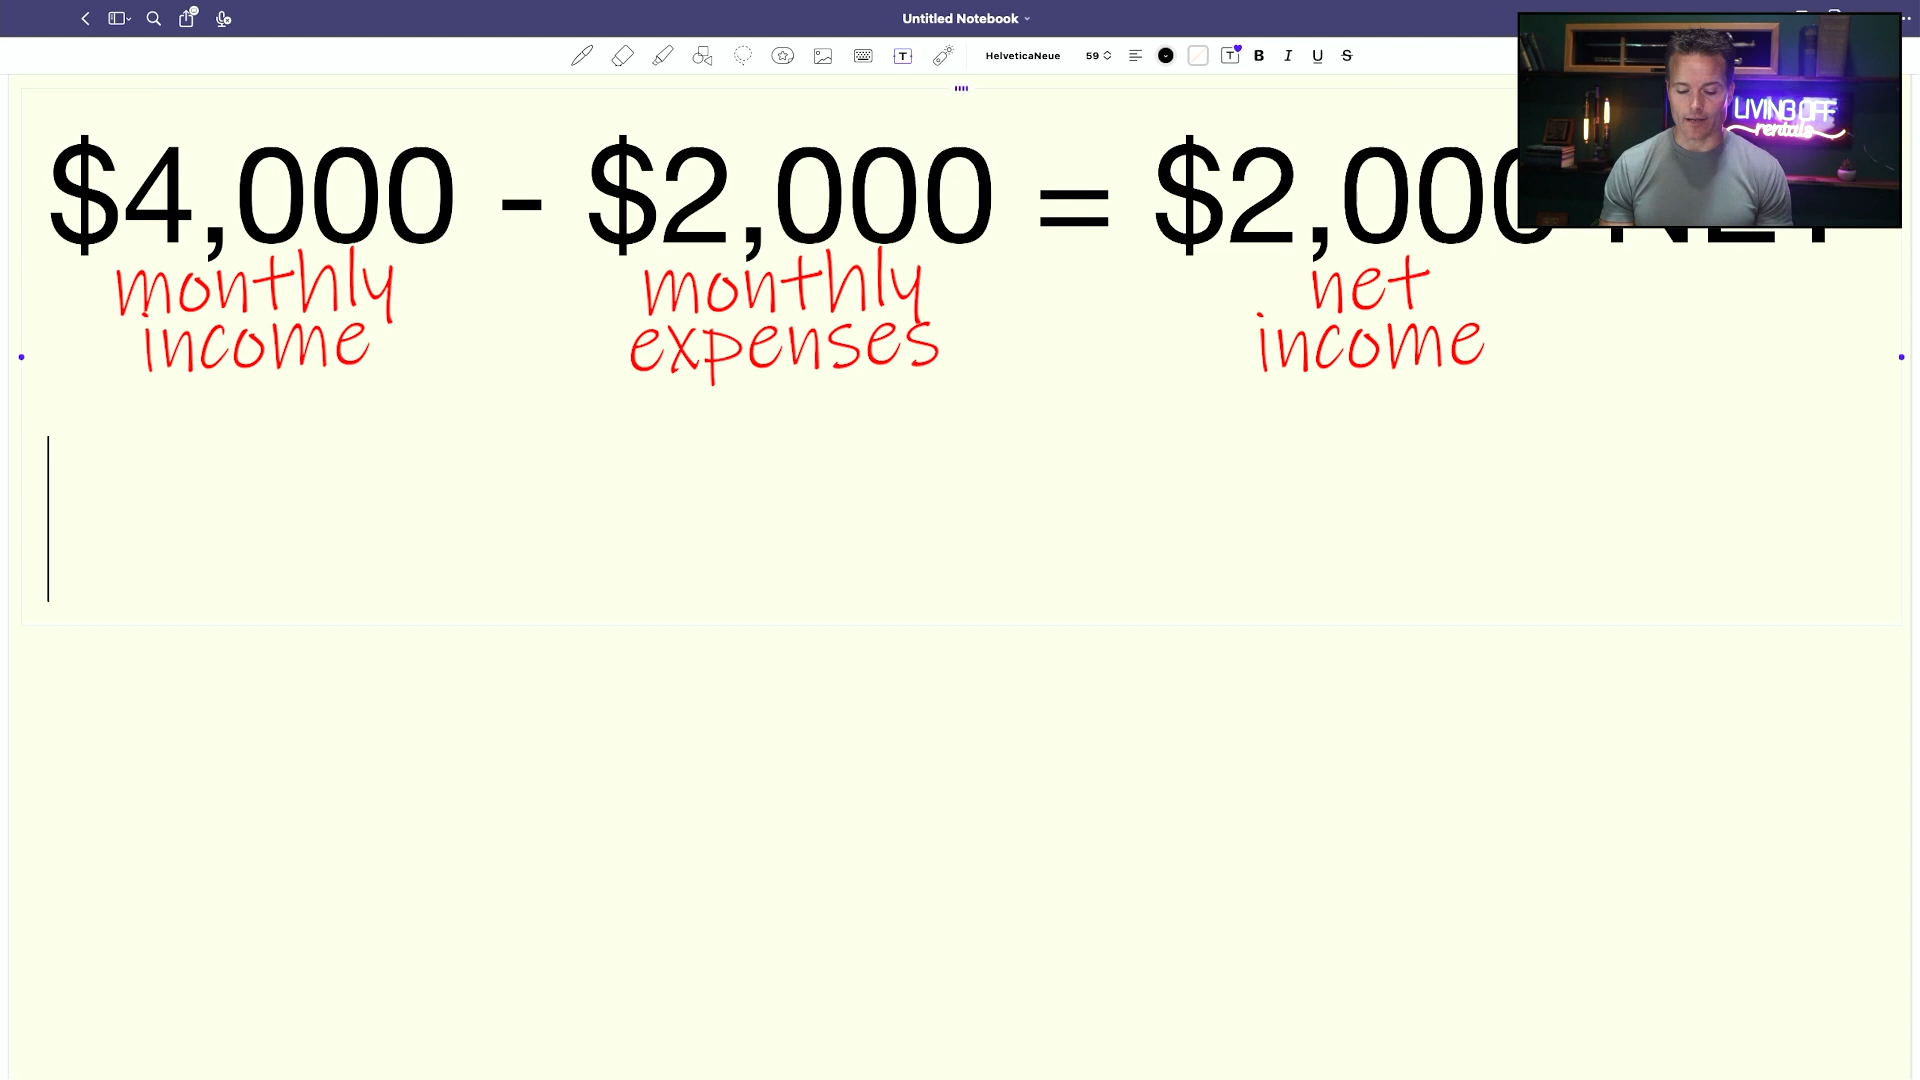 Untitled Notebook
HelveticaNeue 59 B I U S
LIVING OFF
rentals
$4,000 - $2,000 = $2,000 NET
monthly monthly net
income expenses income